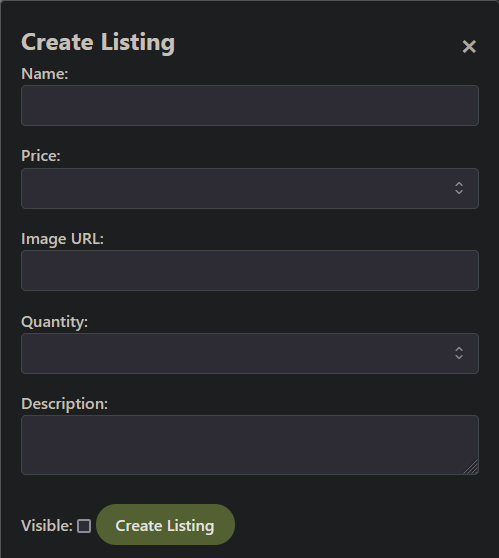 Create Listing
Name:
Price:
Image URL:
Quantity:
Description:
Visible:
Create Listing